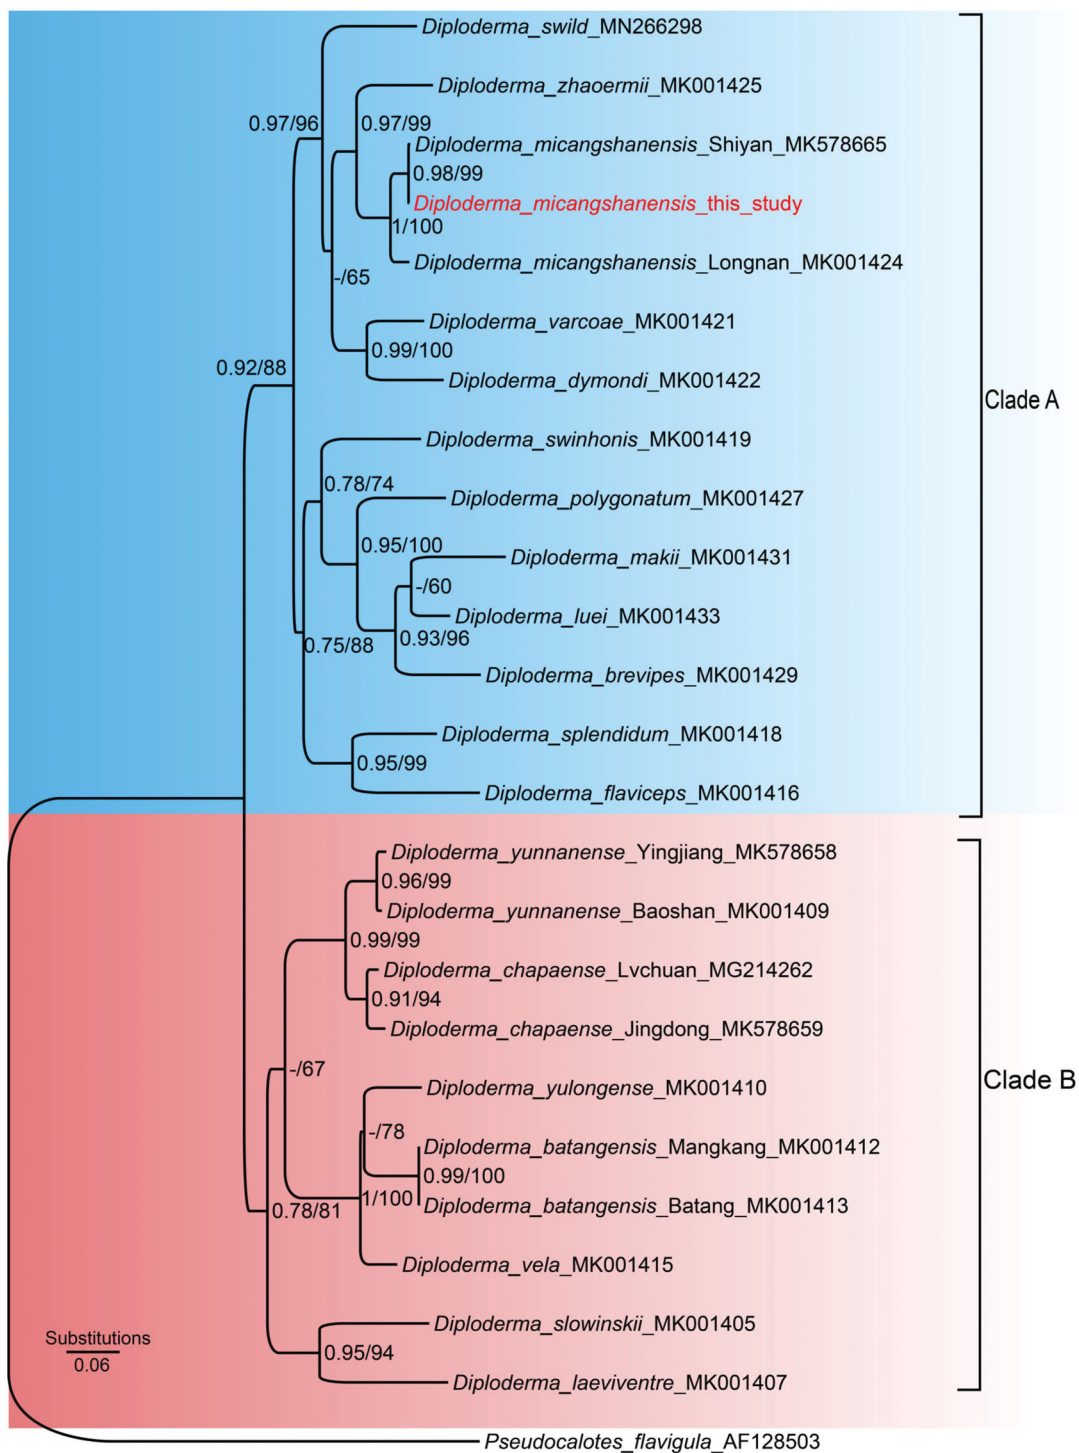 Diploderma_swild_MN266298
Diploderma_zhaoermii_MK001425
0.97/96
0.97/99
Diploderma_micangshanensis_Shiyan_MK578665
0.98/99
Diploderma_micangshanensis_this_study
1/100
Diploderma_micangshanensis_Longnan_MK001424
-/65
Diploderma_varcoae_MK001421
0.99/100
0.92/88
Diploderma_dymondi_MK001422
Clade A
Diploderma_swinhonis_MK001419
0.78/74
Diploderma_polygonatum_MK001427
0.95/100
Diploderma_makii_MK001431
-/60
Diploderma_luei_MK001433
0.93/96
0.75/88
Diploderma_brevipes_MK001429
Diploderma_splendidum_MK001418
0.95/99
Diploderma_flaviceps_MK001416
Diploderma_yunnanense_Yingjiang_MK578658
0.96/99
Diploderma_yunnanense_Baoshan_MK001409
0.99/99
Diploderma_chapaense_Lvchuan_MG214262
0.91/94
Diploderma_chapaense_Jingdong_MK578659
-/67
Clade B
Diploderma_yulongense_MK001410
-/78
Diploderma_batangensis_Mangkang_MK001412
0.99/100
1/100
Diploderma_batangensis_Batang_MK001413
0.78/81
Diploderma_vela_MK001415
Diploderma_slowinskii_MK001405
Substitutions
0.06
0.95/94
Diploderma_laeviventre_MK001407
Pseudocalotes_flavigula_AF128503